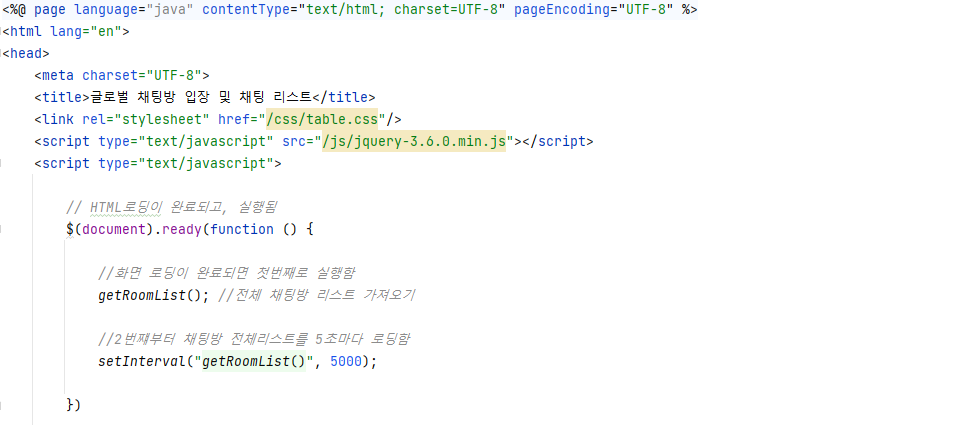 <%@ page language="java" contentType="text/html; charset=UTF-8" pageEncoding="UTF-8" %>
<html lang="en">
<head>
    <meta charset="UTF-8">
    <title>글로벌 채팅방 입장 및 채팅 리스트</title>
    <link rel="stylesheet" href="/css/table.css"/>
    <script type="text/javascript" src="/js/jquery-3.6.0.min.js"></script>
    <script type="text/javascript">
        // HTML로딩이 완료되고, 실행됨
        $(document).ready(function () {
            //화면 로딩이 완료되면 첫번째로 실행함
            getRoomList(); //전체 채팅방 리스트 가져오기
            //2번째부터 채팅방 전체리스트를 5초마다 로딩함
            setInterval("getRoomList()", 5000);
        })